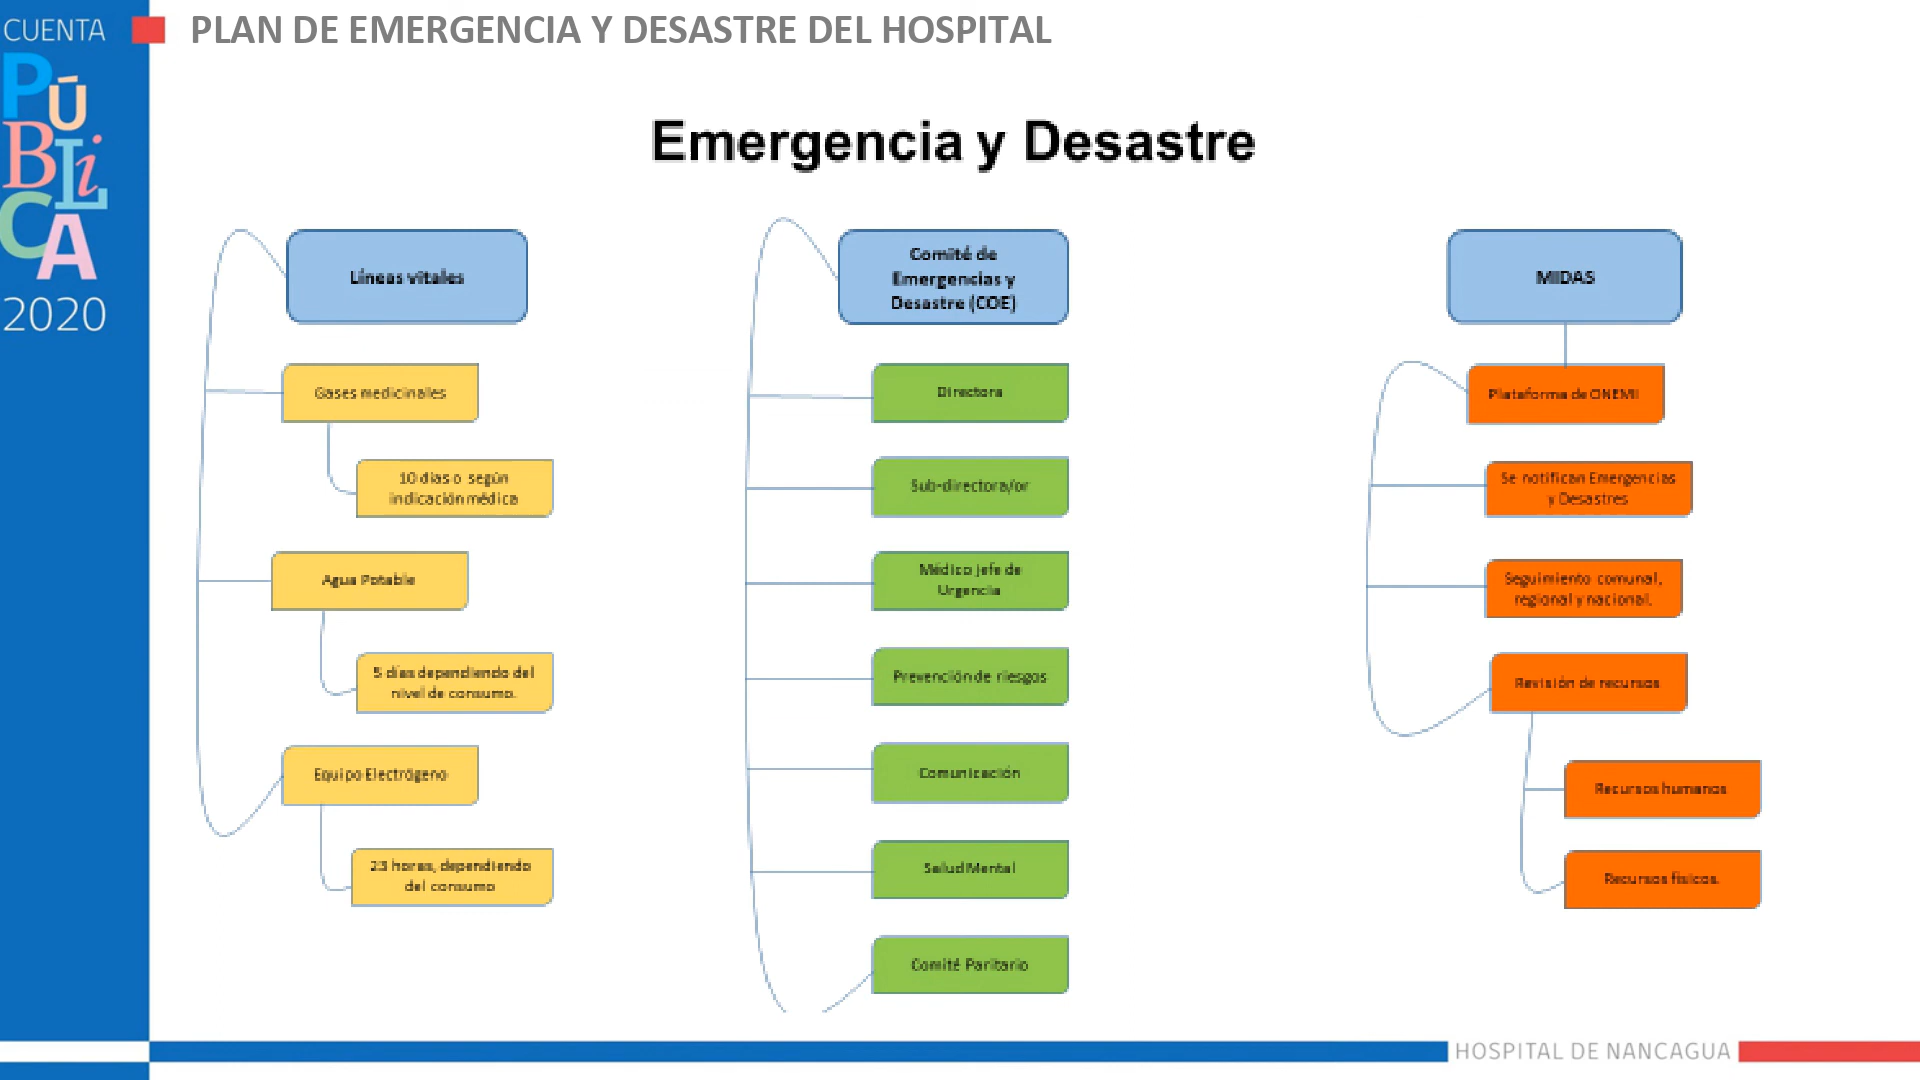 CUENTA
PÚBLiCA
2020
PLAN DE EMERGENCIA Y DESASTRE DEL HOSPITAL
Emergencia y Desastre
Líneas vitales
Gases medicinales
10 días o según
indicación médica
Agua Potable
5 días dependiendo del
nivel de consumo.
Equipo Electrógeno
23 horas, dependiendo
del consumo
Comité de
Emergencias y
Desastre (COE)
Directora
Sub-directora/or
Médico jefe de
Urgencia
Prevención de riesgos
Comunicación
Salud Mental
Comité Paritario
MIDAS
Plataforma de ONEMI
Se notifican Emergencias
y Desastres
Seguimiento comunal,
regional y nacional.
Revisión de recursos
Recursos humanos
Recursos físicos.
HOSPITAL DE NANCAGUA